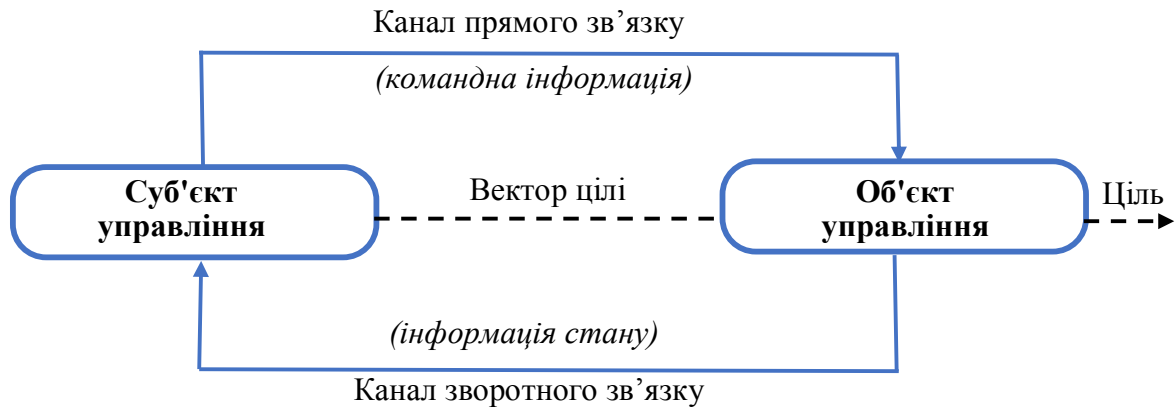 Канал прямого зв’язку
(командна інформація)
Суб'єкт
управління
Вектор цілі
Об'єкт
управління
Ціль
(інформація стану)
Канал зворотного зв’язку